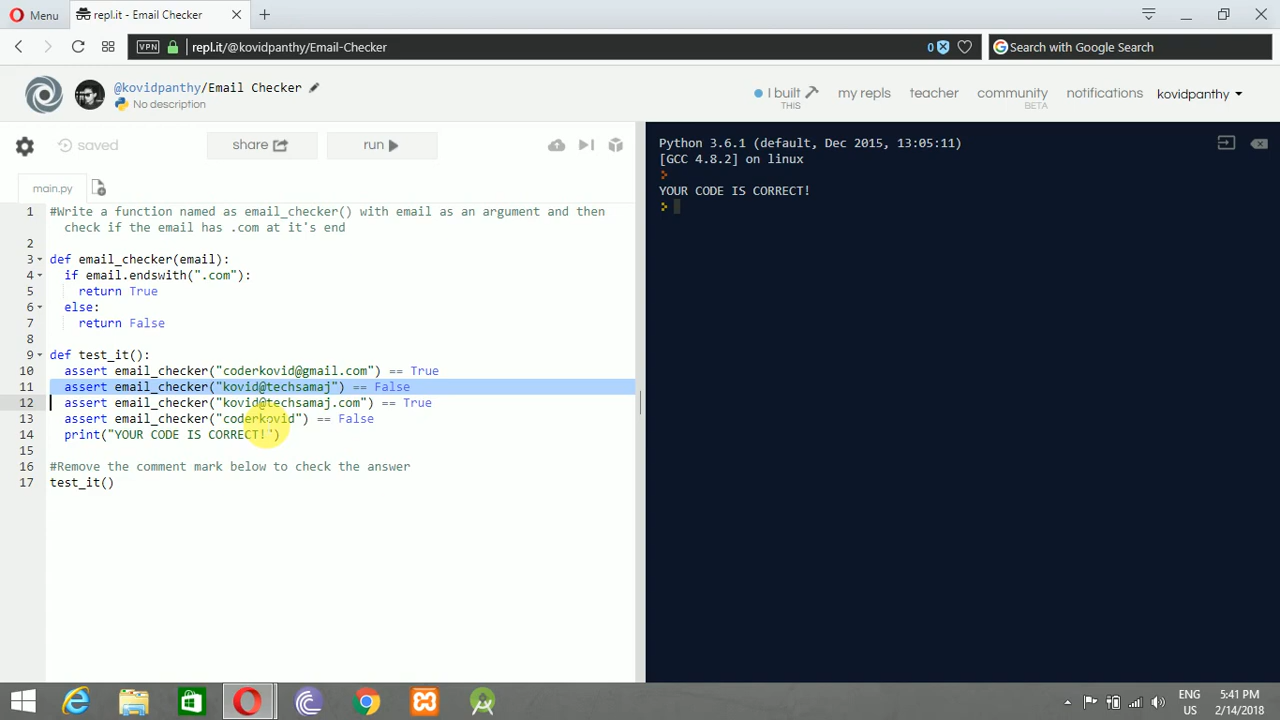 Menu
repl.it - Email Checker
VPN
repl.it/@kovidpanthy/Email-Checker
0
Search with Google Search
@kovidpanthy/Email Checker
No description
I built
THIS
my repls
teacher
community
BETA
notifications
kovidpanthy
saved
share
run
main.py
1 #Write a function named as email_checker() with email as an argument and then
check if the email has .com at it's end
2
3 def email_checker(email):
4 if email.endswith(".com"):
5 return True
6 else:
7 return False
8
9 def test_it():
10 assert email_checker("coderkovid@gmail.com") == True
11 assert email_checker("kovid@techsamaj") == False
12 assert email_checker("kovid@techsamaj.com") == True
13 assert email_checker("coderkovid") == False
14 print("YOUR CODE IS CORRECT!")
15
16 #Remove the comment mark below to check the answer
17 test_it()
Python 3.6.1 (default, Dec 2015, 13:05:11)
[GCC 4.8.2] on linux
YOUR CODE IS CORRECT!
ENG
US
5:41 PM
2/14/2018